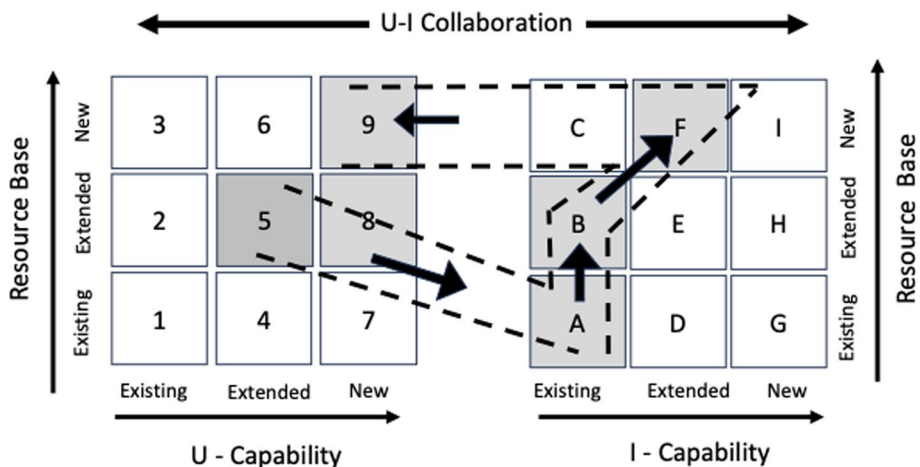 U-I Collaboration
Resource Base
New
Extended
Existing
3 6 9
2 5 8
1 4 7
Existing Extended New
U - Capability
C F I
B E H
A D G
Existing Extended New
I - Capability
New
Extended
Existing
Resource Base